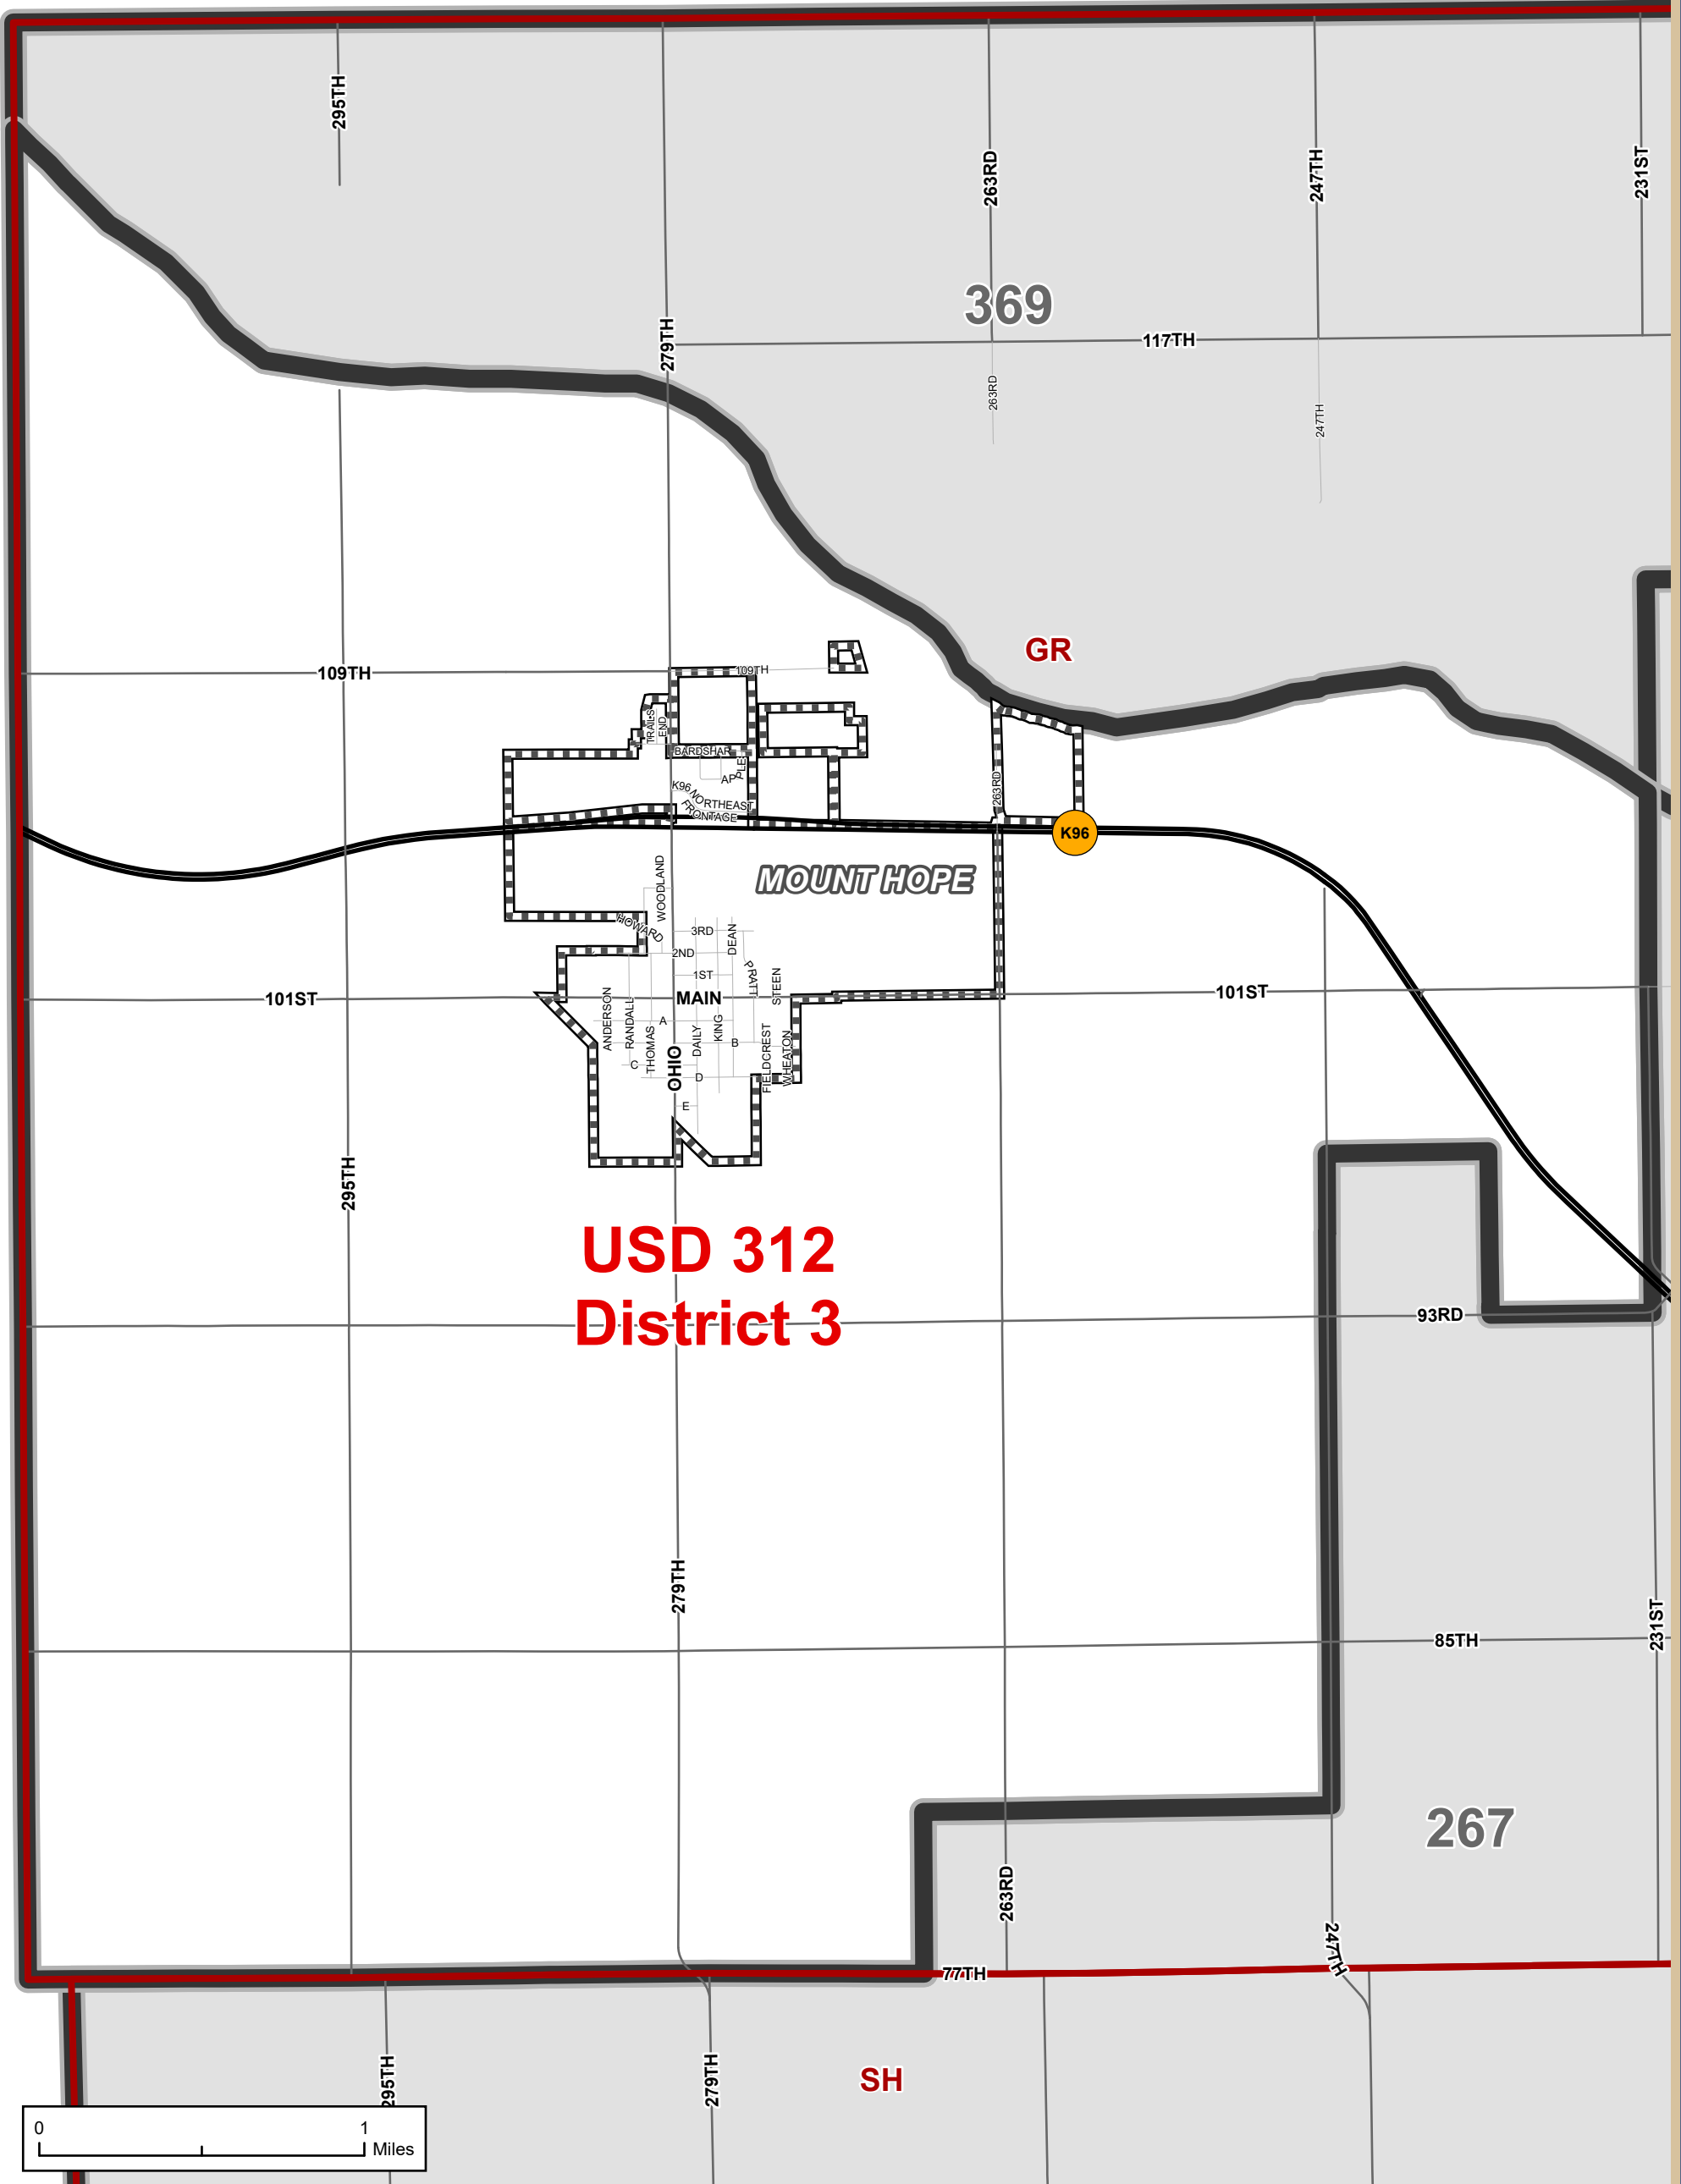 295TH
263RD
247TH
231ST
369
279TH
117TH
263RD
247TH
GR
109TH
109TH
TRAILS
END
BARDSHAR
PLE
AP
K96 NORTHEAST
FRONTAGE
263RD
K96
MOUNT HOPE
WOODLAND
HOWARD
3RD
DEAN
2ND
1ST
PRATT
STEEN
101ST
MAIN
101ST
ANDERSON
RANDALL
THOMAS
A
DAILY
KING
B
FIELDCREST
WHEATON
OHIO
C
D
E
295TH
USD 312
District 3
93RD
279TH
231ST
85TH
267
263RD
247TH
77TH
295TH
279TH
SH
0 1
Miles